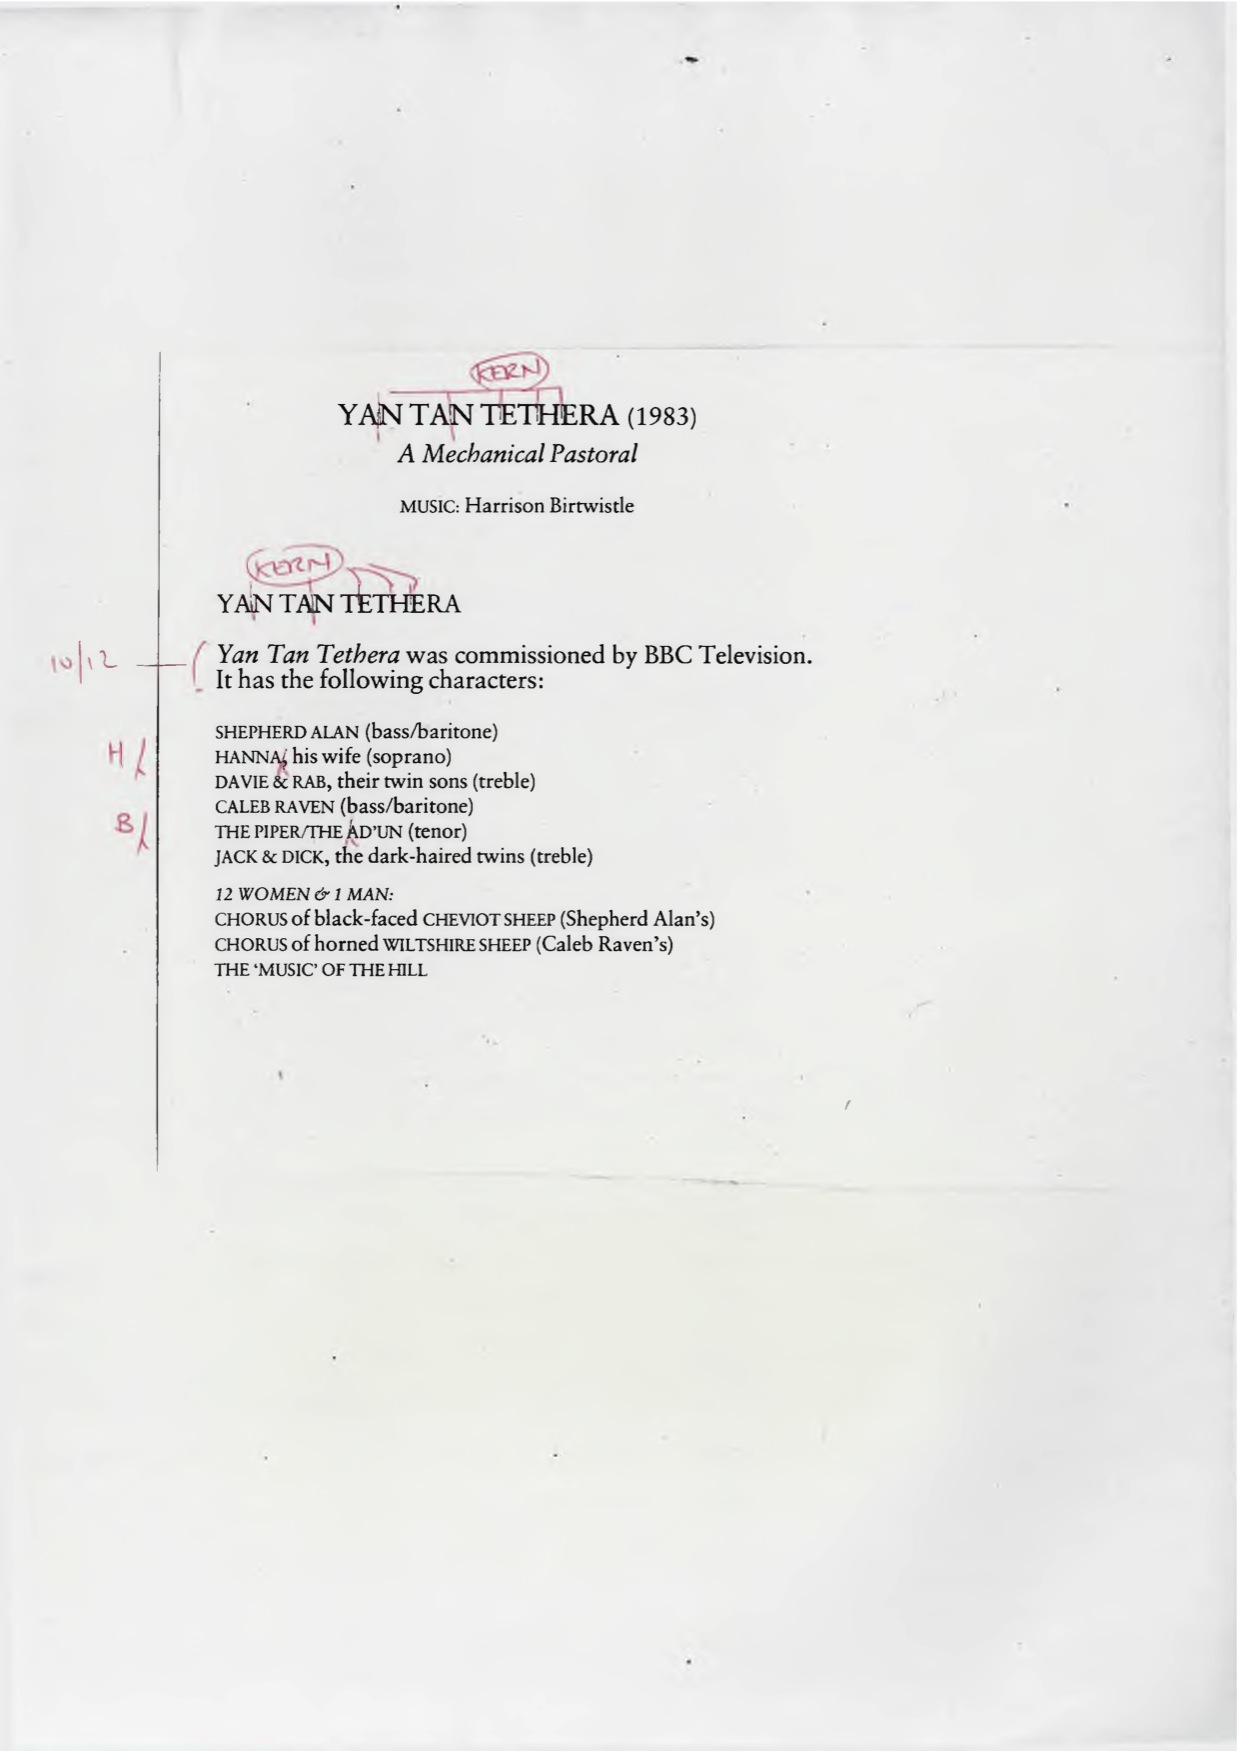 KERN
YAN TAN TETHERA (1983)
A Mechanical Pastoral
MUSIC: Harrison Birtwistle
KERN
YAN TAN TETHERA
10/12
Yan Tan Tethera was commissioned by BBC Television.
It has the following characters:
SHEPHERD ALAN (bass/baritone)
H/ HANNA, his wife (soprano)
DAVIE & RAB, their twin sons (treble)
CALEB RAVEN (bass/baritone)
B/ THE PIPER/THE AD'UN (tenor)
JACK & DICK, the dark-haired twins (treble)
12 WOMEN & 1 MAN:
CHORUS of black-faced CHEVIOT SHEEP (Shepherd Alan's)
CHORUS of horned WILTSHIRE SHEEP (Caleb Raven's)
THE 'MUSIC' OF THE HILL